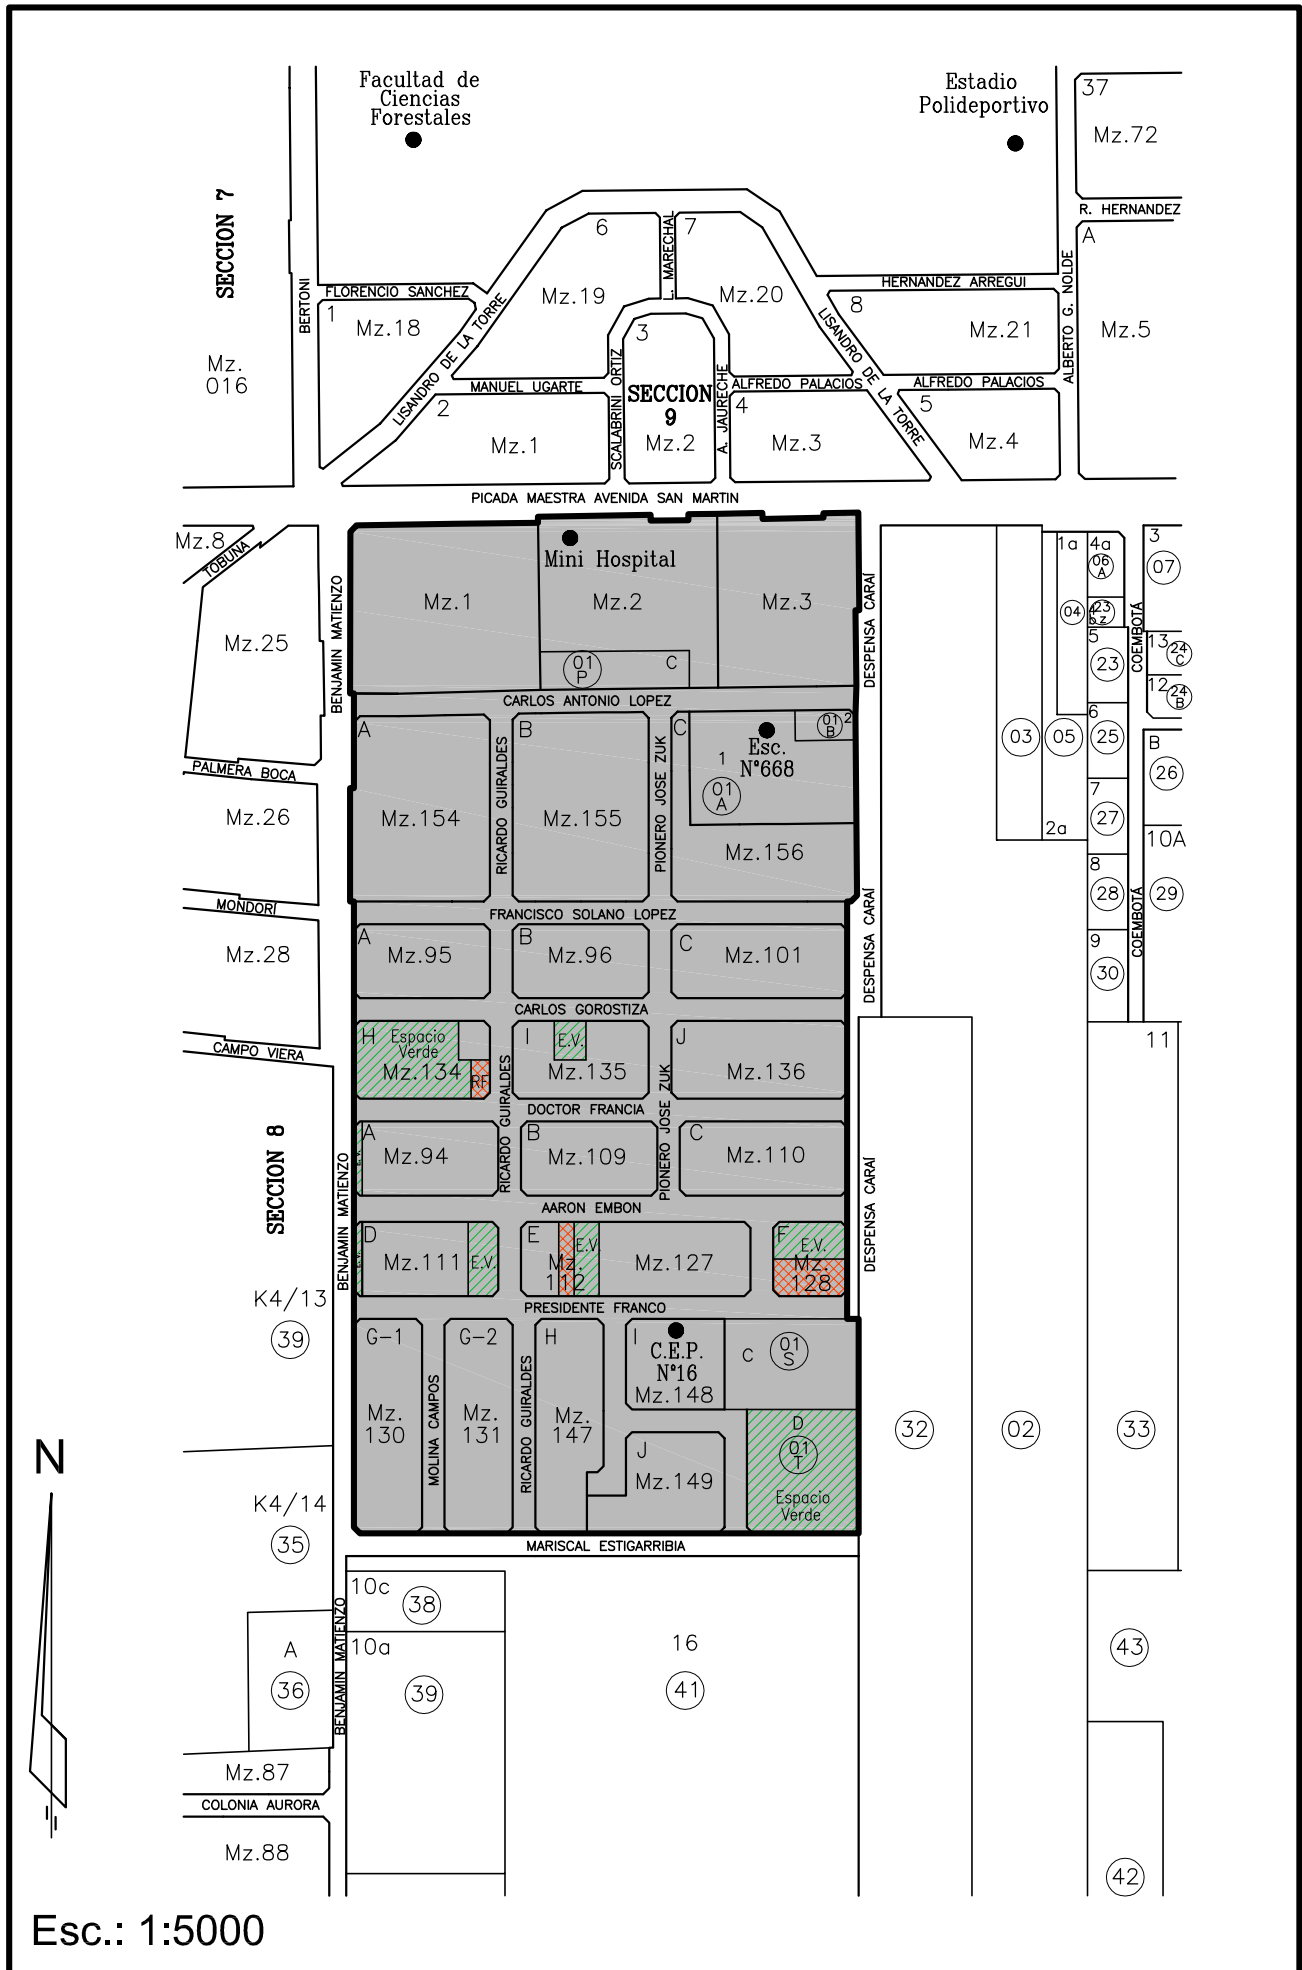 Facultad de
Ciencias
Forestales
Estadio
Polideportivo
37
Mz.72
R. HERNANDEZ
A
SECCION 7
BERTONI
6
L. MARECHAL
7
FLORENCIO SANCHEZ
HERNANDEZ ARREGUI
ALBERTO G. NOLDE
1
Mz.18
Mz.19
Mz.20
8
Mz.21
Mz.5
LISANDRO DE LA TORRE
LISANDRO DE LA TORRE
3
Mz.
016
MANUEL UGARTE
SCALABRINI ORTIZ
SECCION
9
A. JAURECHE
ALFREDO PALACIOS
ALFREDO PALACIOS
2
4
5
Mz.1
Mz.2
Mz.3
Mz.4
PICADA MAESTRA AVENIDA SAN MARTIN
Mz.8
TOBUNA
Mini Hospital
Mz.1
Mz.2
Mz.3
BENJAMIN MATIENZO
DESPENSA CARAÍ
Mz.25
01
P
C
1a
4a
06
A
3
07
04
23
5
23
COEMBOTÁ
13
24
C
12
24
B
CARLOS ANTONIO LOPEZ
A
RICARDO GUIRALDES
B
PIONERO JOSE ZUK
C
Esc.
N°668
01
B
2
1
01
A
6
03
05
25
B
26
PALMERA BOCA
Mz.26
Mz.154
Mz.155
Mz.156
7
27
2a
10A
8
28
29
MONDORÍ
FRANCISCO SOLANO LOPEZ
DESPENSA CARAÍ
COEMBOTÁ
Mz.28
A
Mz.95
B
Mz.96
C
Mz.101
9
30
CARLOS GOROSTIZA
CAMPO VIERA
H
Espacio
Verde
Mz.134
RF
I
E.V.
Mz.135
J
Mz.136
11
RICARDO GUIRALDES
PIONERO JOSE ZUK
DOCTOR FRANCIA
SECCION 8
BENJAMIN MATIENZO
A
Mz.94
B
Mz.109
C
Mz.110
DESPENSA CARAÍ
AARON EMBON
D
Mz.111
E.V.
E
Mz.
112
E.V.
Mz.127
F
E.V.
Mz.
128
PRESIDENTE FRANCO
K4/13
39
G-1
G-2
H
I
C.E.P.
N°16
Mz.148
C
01
S
Mz.
130
MOLINA CAMPOS
Mz.
131
RICARDO GUIRALDES
Mz.
147
J
Mz.149
D
01
T
Espacio
Verde
32
02
33
N
K4/14
35
MARISCAL ESTIGARRIBIA
10c
38
A
36
BENJAMIN MATIENZO
10a
39
16
41
43
Mz.87
COLONIA AURORA
Mz.88
42
Esc.: 1:5000